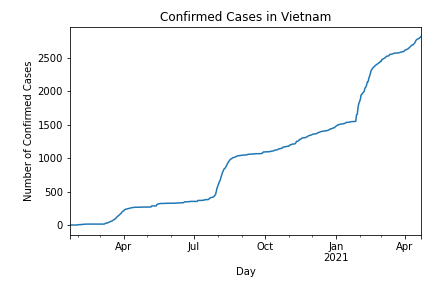 Confirmed Cases in Vietnam
Number of Confirmed Cases
2500
2000
1500
1000
500
0
Apr
Jul
Oct
Jan
2021
Apr
Day